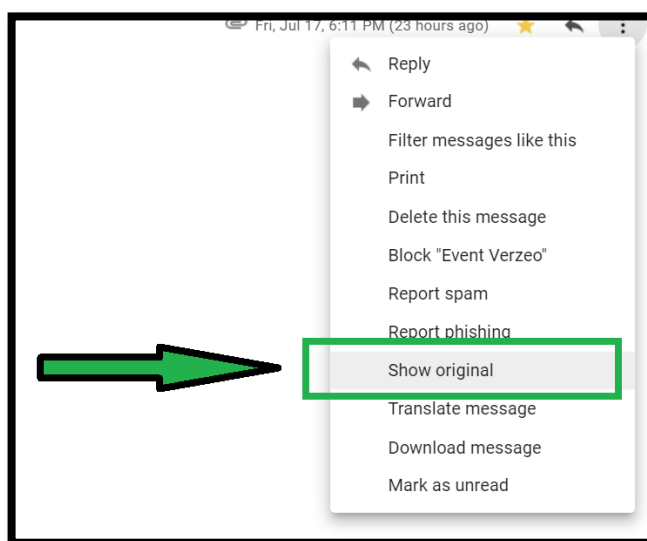 Fri, Jul 17, 6:11 PM (23 hours ago)
Reply
Forward
Filter messages like this
Print
Delete this message
Block "Event Verzeo"
Report spam
Report phishing
Show original
Translate message
Download message
Mark as unread